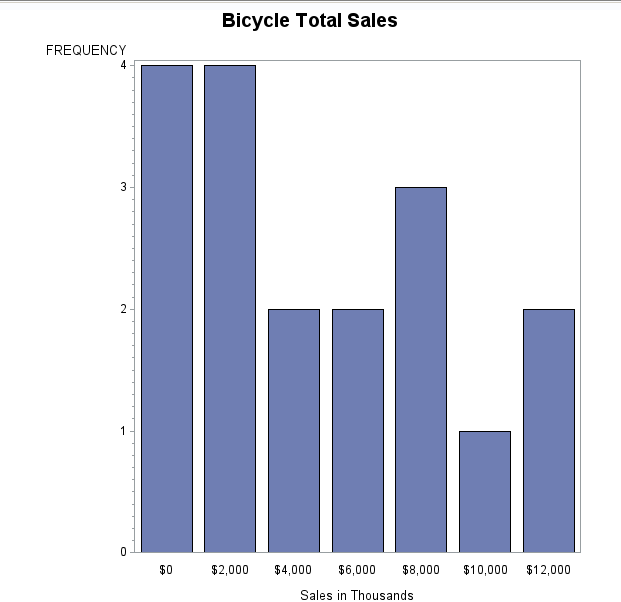 Bicycle Total Sales
FREQUENCY
4
3
2
1
0
$0 $2,000 $4,000 $6,000 $8,000 $10,000 $12,000
Sales in Thousands